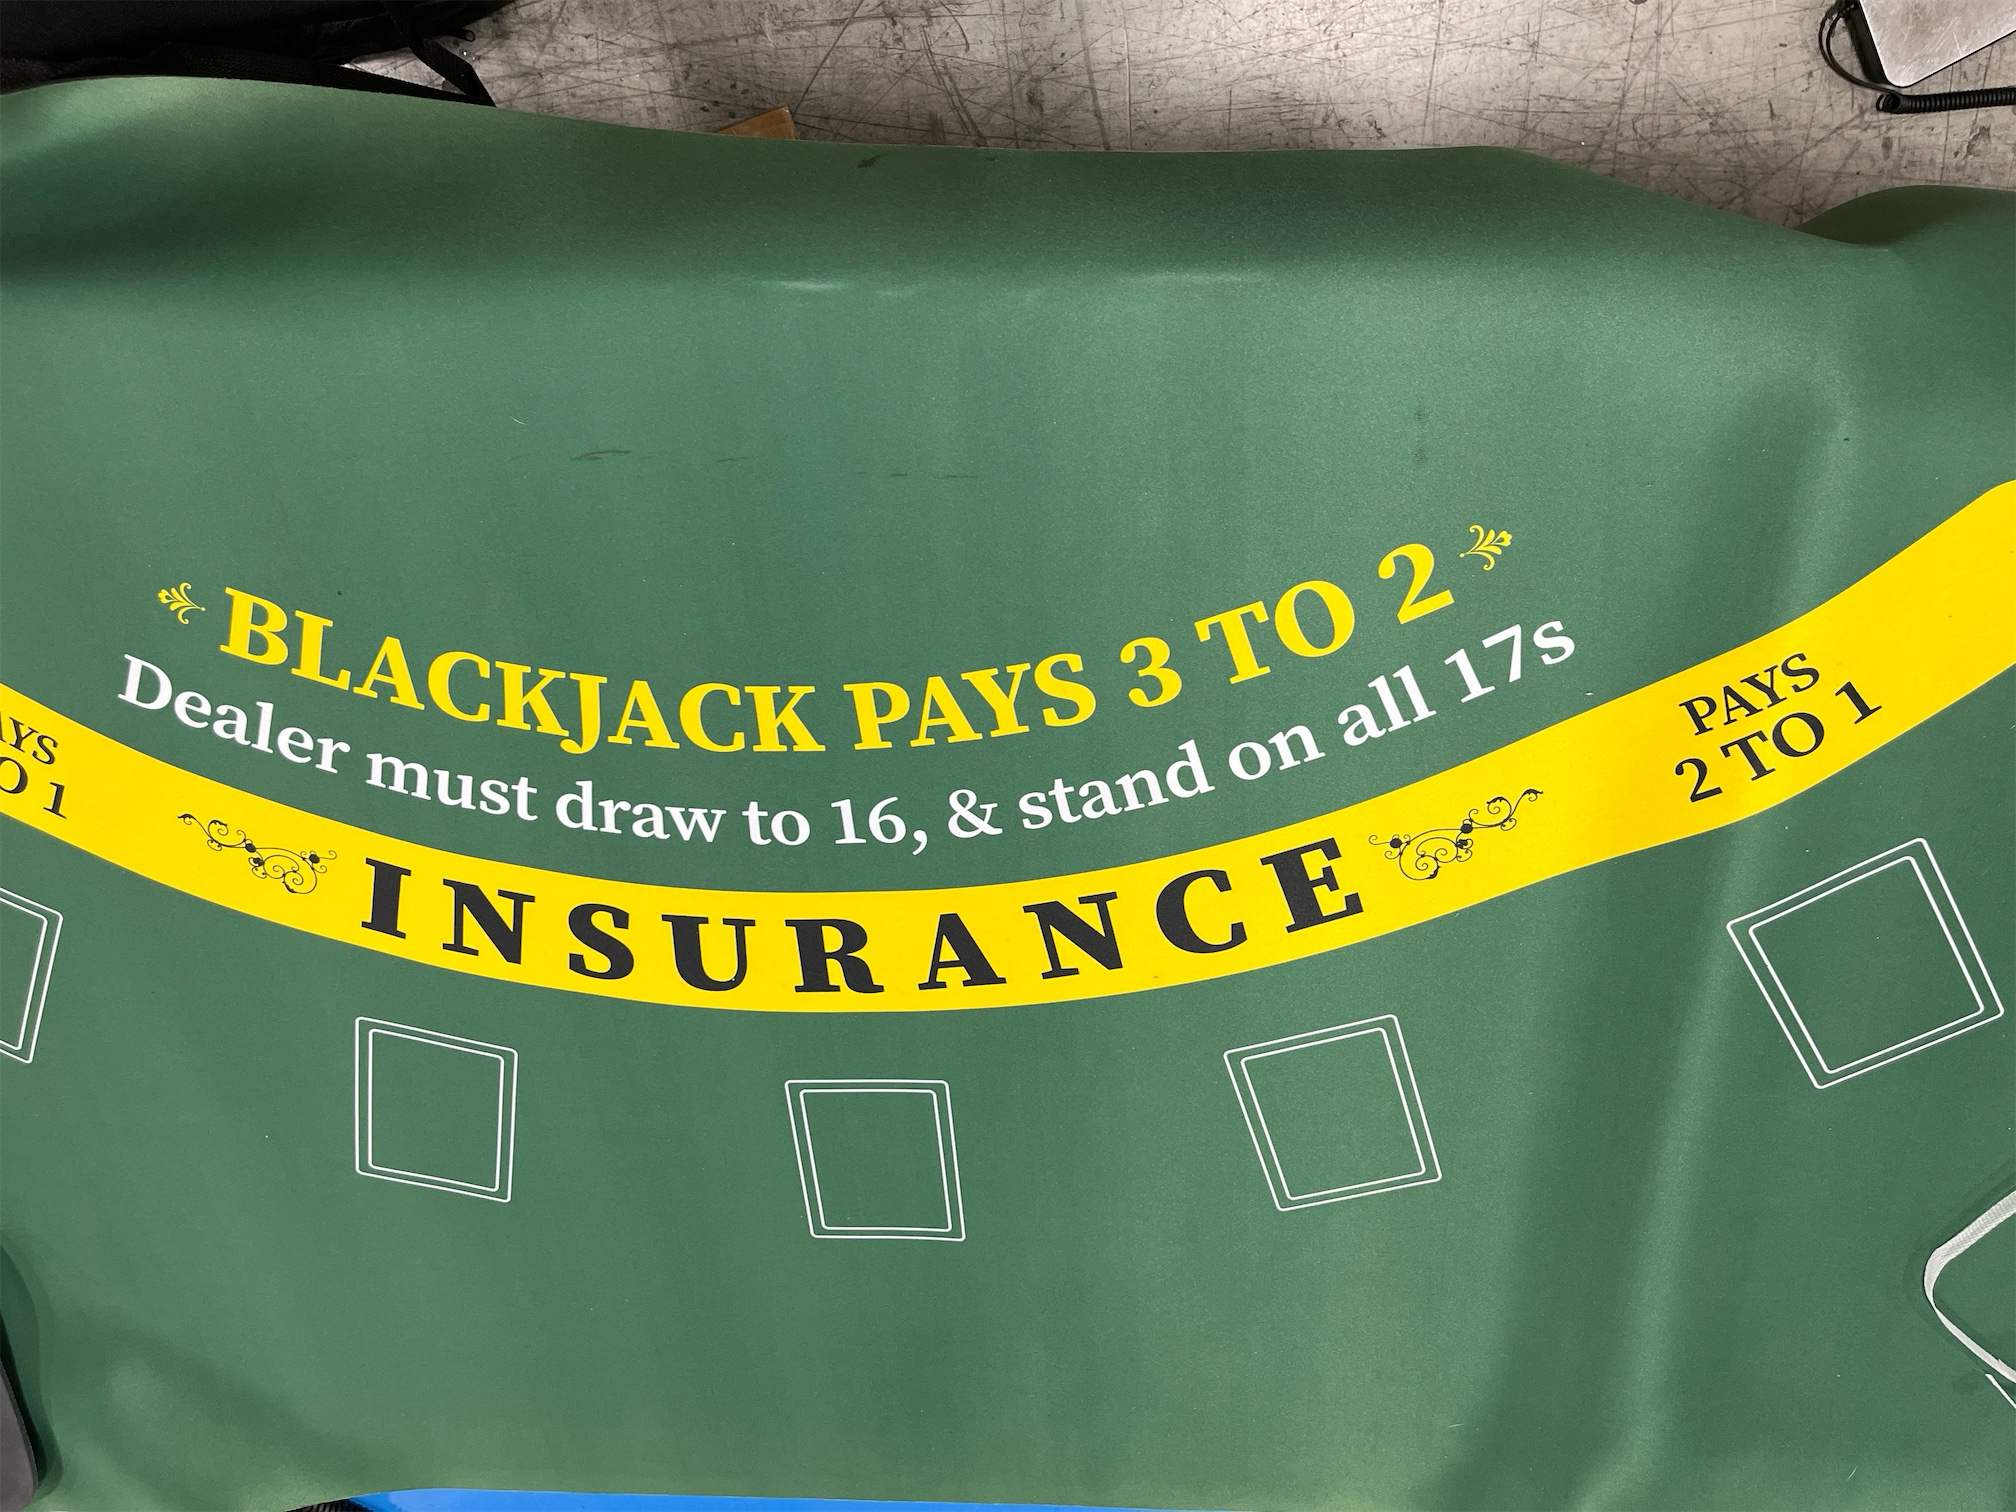 BLACKJACK PAYS 3 TO 2
Dealer must draw to 16, & stand on all 17s
INSURANCE
PAYS
2 TO 1